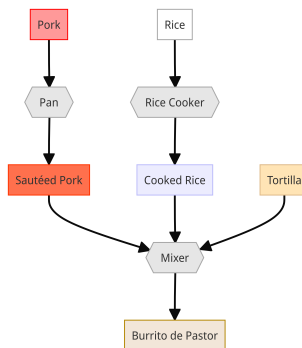 Pork
Rice
Pan
Rice Cooker
Sautéed Pork
Cooked Rice
Tortilla
Mixer
Burrito de Pastor